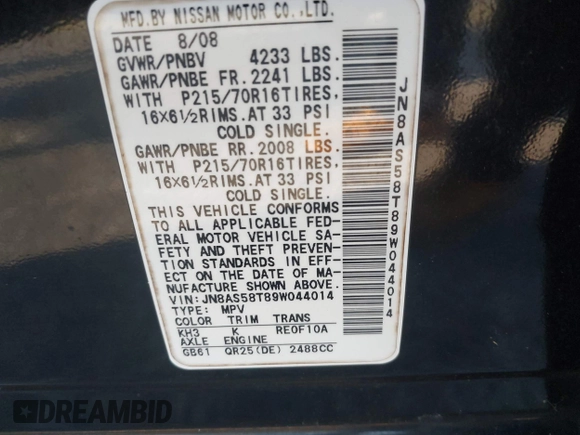 MFD.BY NISSAN MOTOR CO.,LTD.
DATE 8/08
GVWR/PNBV 4233 LBS.
GAWR/PNBE FR. 2241 LBS.
WITH P215/70R16TIRES,
16X6½RIMS.AT 33 PSI
COLD SINGLE.
GAWR/PNBE RR. 2008 LBS.
WITH P215/70R16TIRES,
16X6½RIMS.AT 33 PSI
COLD SINGLE.
THIS VEHICLE CONFORMS
TO ALL APPLICABLE FED-
ERAL MOTOR VEHICLE SA-
FETY AND THEFT PREVEN-
TION STANDARDS IN EFF-
ECT ON THE DATE OF MA-
NUFACTURE SHOWN ABOVE.
VIN: JN8AS58T89W044014
TYPE: MPV
COLOR TRIM TRANS
KH3 K RE0F10A
AXLE ENGINE
GB61 QR25(DE) 2488CC
JN8AS58T89W044014
DREAMBID